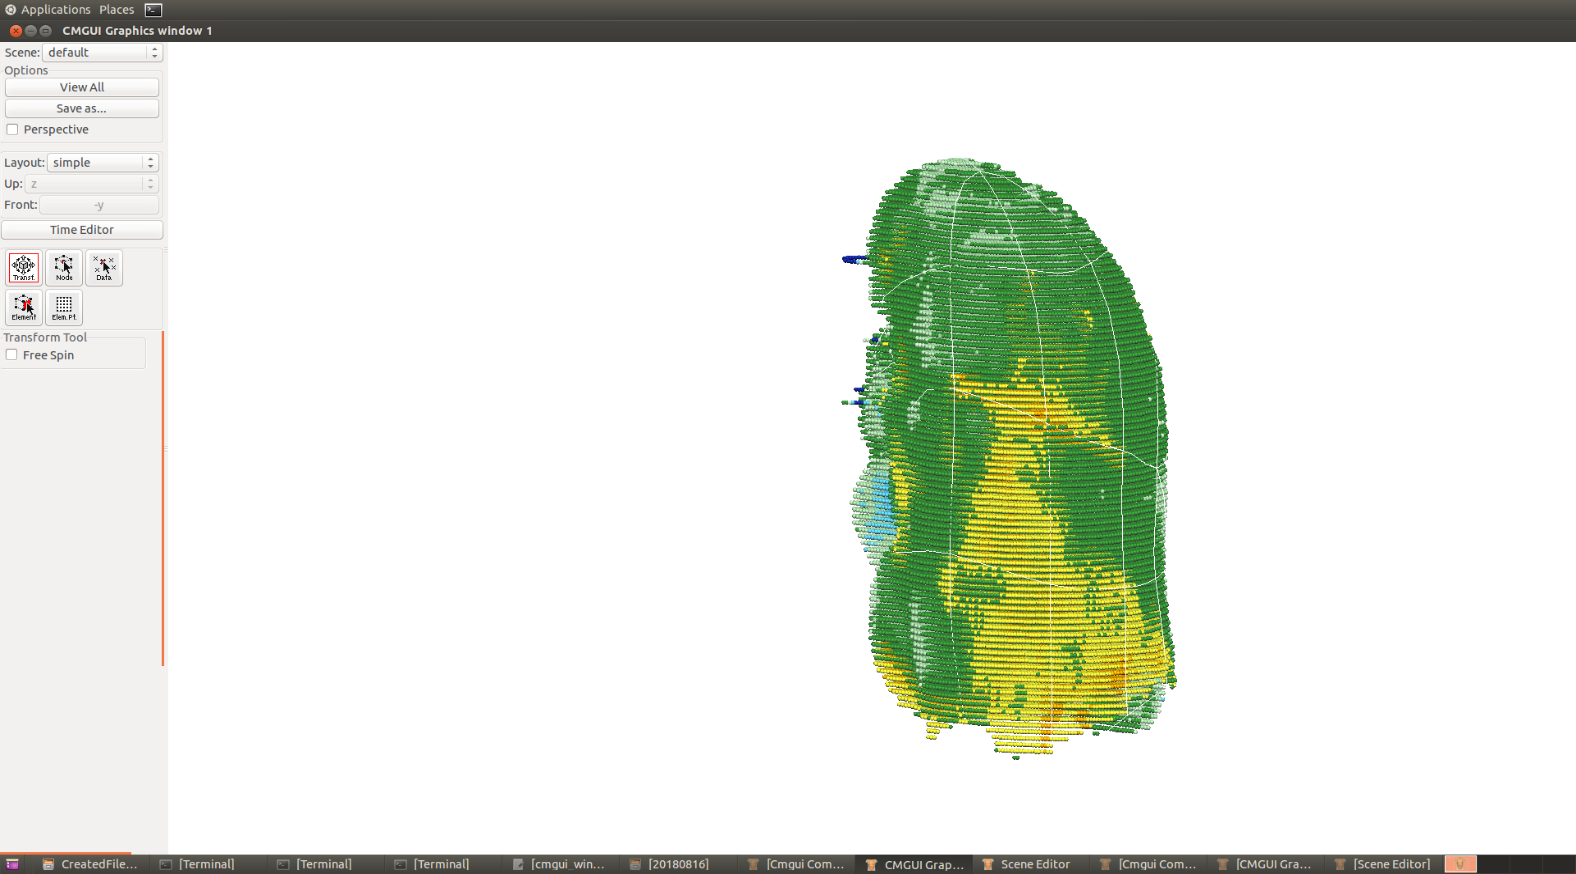 Applications Places
CMGUI Graphics window 1
Scene: default
Options
View All
Save as...
Perspective
Layout: simple
Up: z
Front: -y
Time Editor
Transf. Node Data
Element Elem.Pt.
Transform Tool
Free Spin
CreatedFile... [Terminal] [Terminal] [Terminal] [cmgui_win... [20180816] [Cmgui Com... CMGUI Grap... Scene Editor [Cmgui Com... [CMGUI Gra... [Scene Editor]